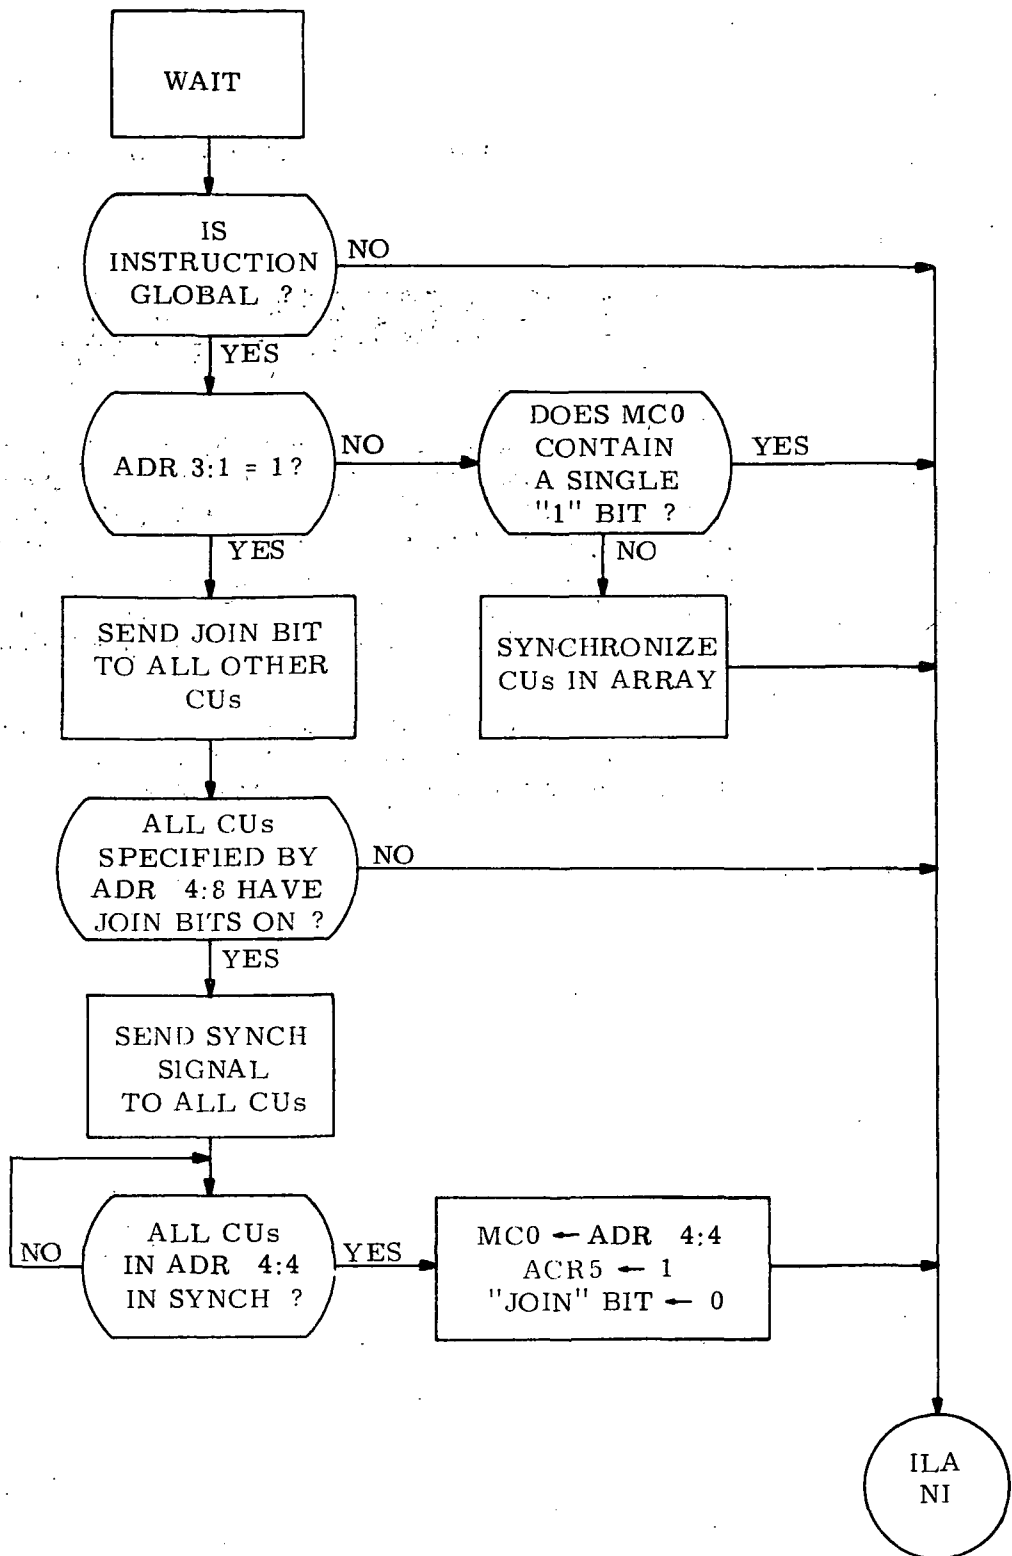 WAIT
IS
INSTRUCTION
GLOBAL ?
NO
YES
ADR 3:1 = 1?
NO
DOES MC0
CONTAIN
A SINGLE
"1" BIT ?
YES
YES
NO
SEND JOIN BIT
TO ALL OTHER
CUs
SYNCHRONIZE
CUs IN ARRAY
ALL CUs
SPECIFIED BY
ADR 4:8 HAVE
JOIN BITS ON ?
NO
YES
SEND SYNCH
SIGNAL
TO ALL CUs
NO
ALL CUs
IN ADR 4:4
IN SYNCH ?
YES
MC0 ← ADR 4:4
ACR5 ← 1
"JOIN" BIT ← 0
ILA
NI